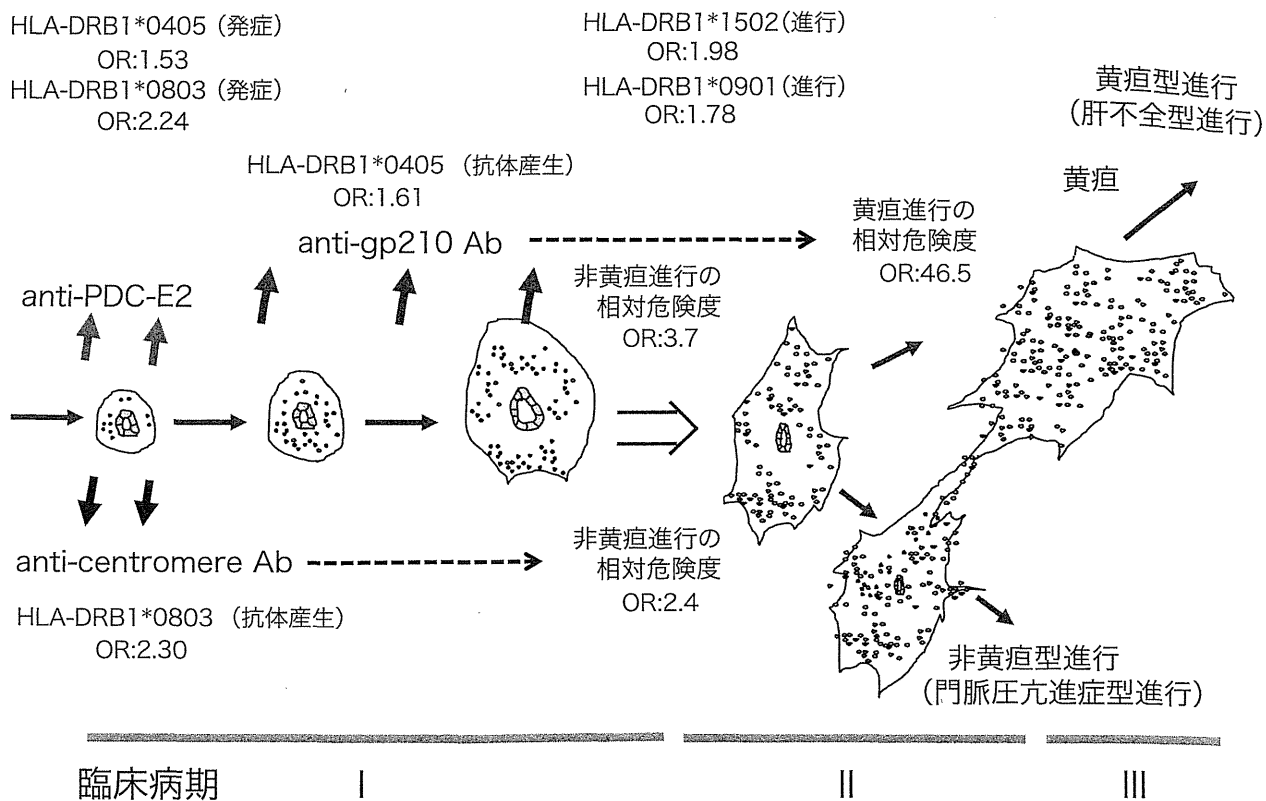 HLA-DRB1*0405 (発症)
OR:1.53
HLA-DRB1*0803 (発症)
OR:2.24
HLA-DRB1*1502(進行)
OR:1.98
HLA-DRB1*0901(進行)
OR:1.78
黄疸型進行
(肝不全型進行)
HLA-DRB1*0405 (抗体産生)
OR:1.61
黄疸
anti-gp210 Ab
黄疸進行の
相対危険度
OR:46.5
非黄疸進行の
相対危険度
OR:3.7
anti-PDC-E2
anti-centromere Ab
非黄疸進行の
相対危険度
OR:2.4
HLA-DRB1*0803 (抗体産生)
OR:2.30
非黄疸型進行
(門脈圧亢進症型進行)
臨床病期 I II III